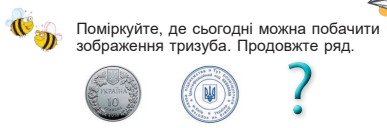 Поміркуйте, де сьогодні можна побачити
зображення тризуба. Продовжте ряд.
УКРАЇНА
10
?